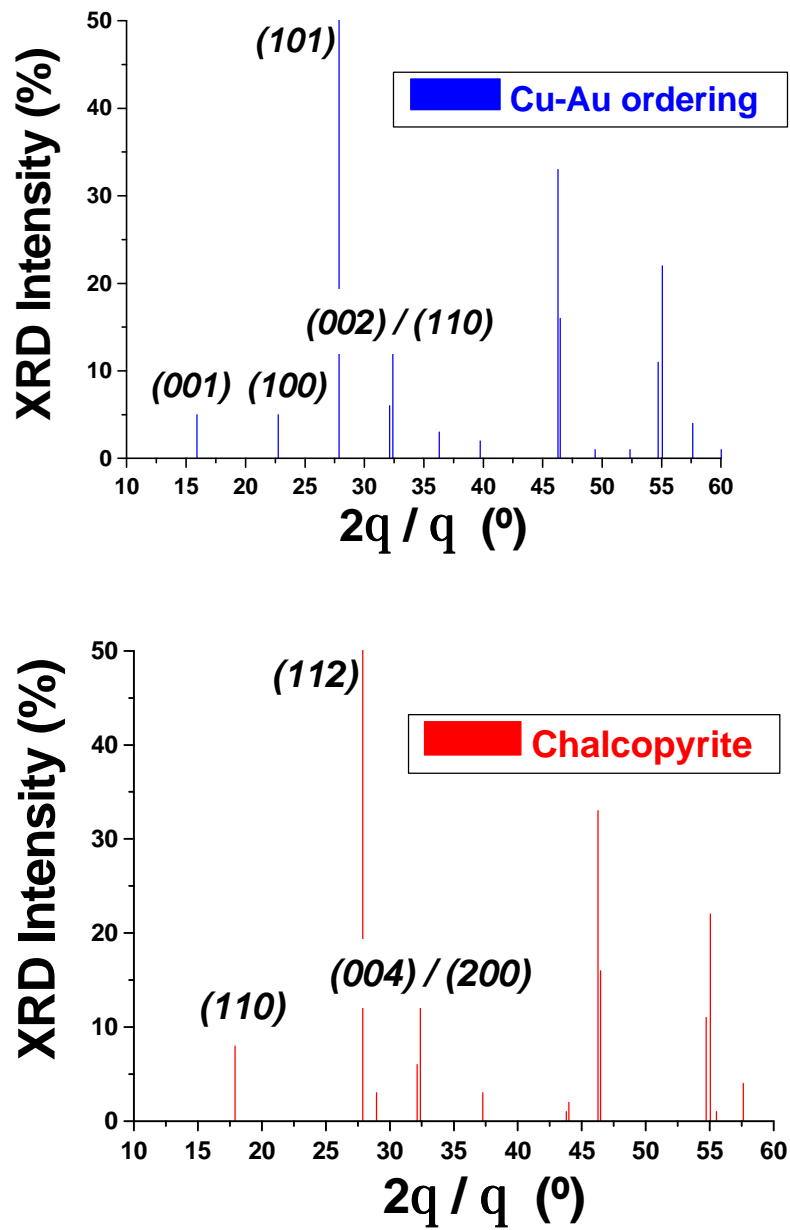 XRD Intensity (%)
50
40
30
20
10
0
(101)
Cu-Au ordering
(002) / (110)
(001) (100)
10 15 20 25 30 35 40 45 50 55 60
2q / q (º)
XRD Intensity (%)
50
40
30
20
10
0
(112)
Chalcopyrite
(004) / (200)
(110)
10 15 20 25 30 35 40 45 50 55 60
2q / q (º)